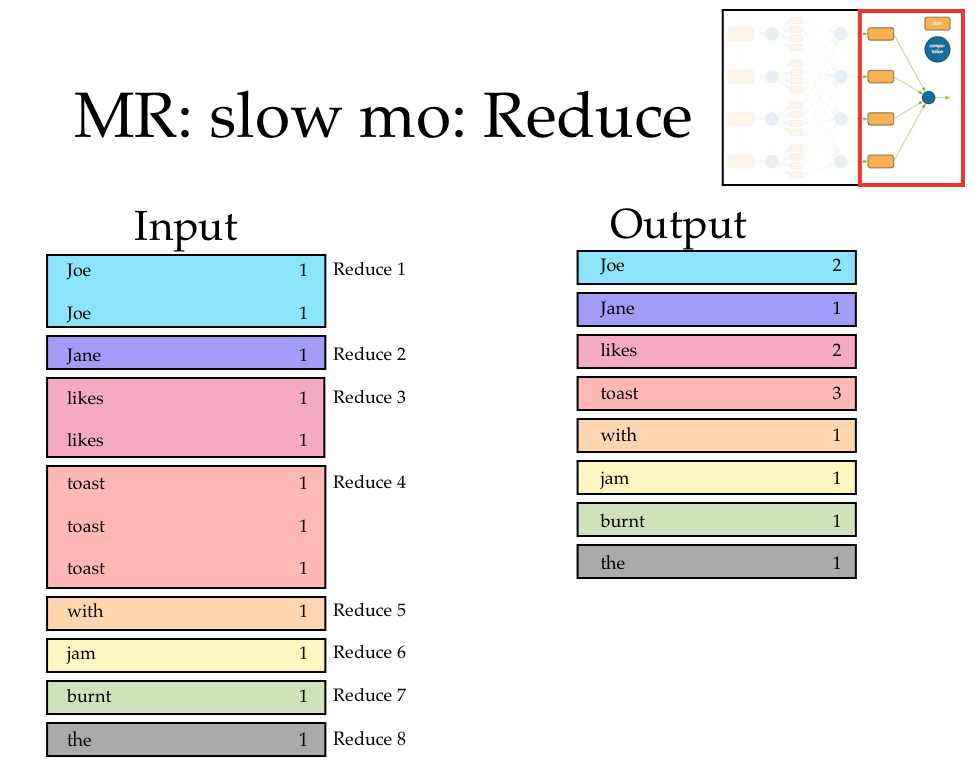 MR: slow mo: Reduce
data
compu-
tation
Input
Joe 1 Reduce 1
Joe 1
Jane 1 Reduce 2
likes 1 Reduce 3
likes 1
toast 1 Reduce 4
toast 1
toast 1
with 1 Reduce 5
jam 1 Reduce 6
burnt 1 Reduce 7
the 1 Reduce 8
Output
Joe 2
Jane 1
likes 2
toast 3
with 1
jam 1
burnt 1
the 1